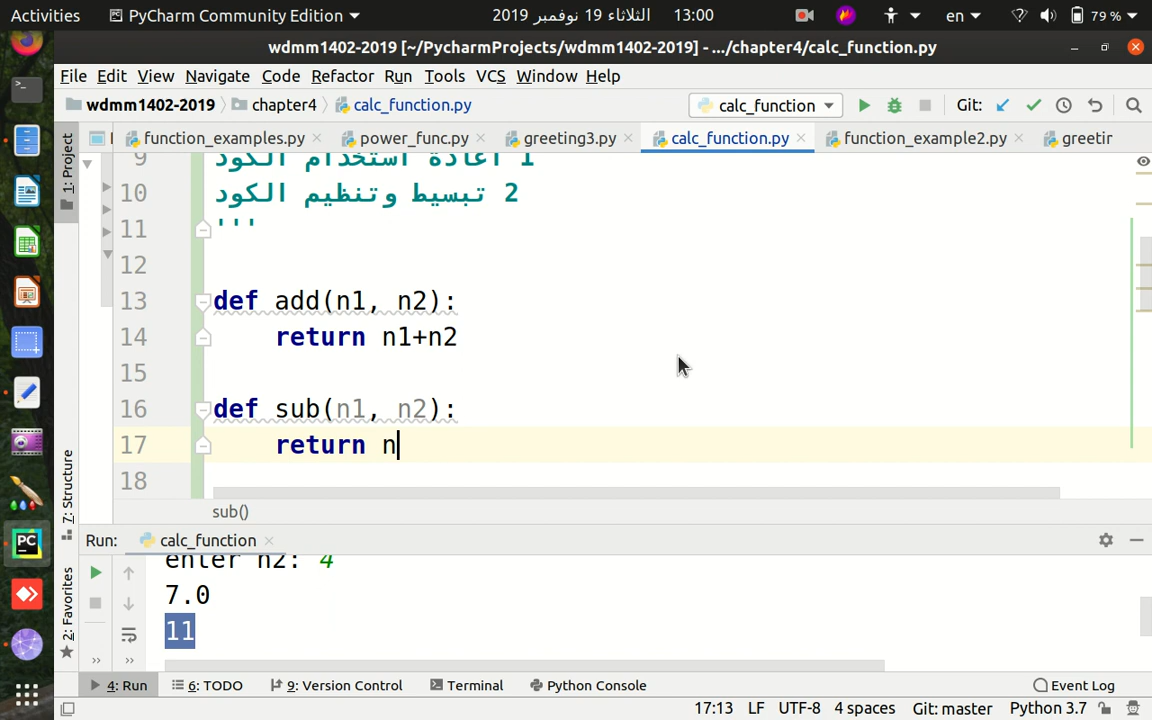 Activities
PyCharm Community Edition
الثلاثاء 19 نوفمبر 2019
13:00
en
79 %
wdmm1402-2019 [~/PycharmProjects/wdmm1402-2019] - .../chapter4/calc_function.py
File Edit View Navigate Code Refactor Run Tools VCS Window Help
wdmm1402-2019
chapter4
calc_function.py
calc_function
Git:
function_examples.py
power_func.py
greeting3.py
calc_function.py
function_example2.py
greetir
1: Project
7: Structure
2: Favorites
9 1 اعادة استخدام الكود
10 2 تبسيط وتنظيم الكود
11 '''
12
13 def add(n1, n2):
14 return n1+n2
15
16 def sub(n1, n2):
17 return n
18
sub()
Run: calc_function
enter n2: 4
7.0
11
4: Run
6: TODO
9: Version Control
Terminal
Python Console
Event Log
17:13 LF UTF-8 4 spaces Git: master Python 3.7